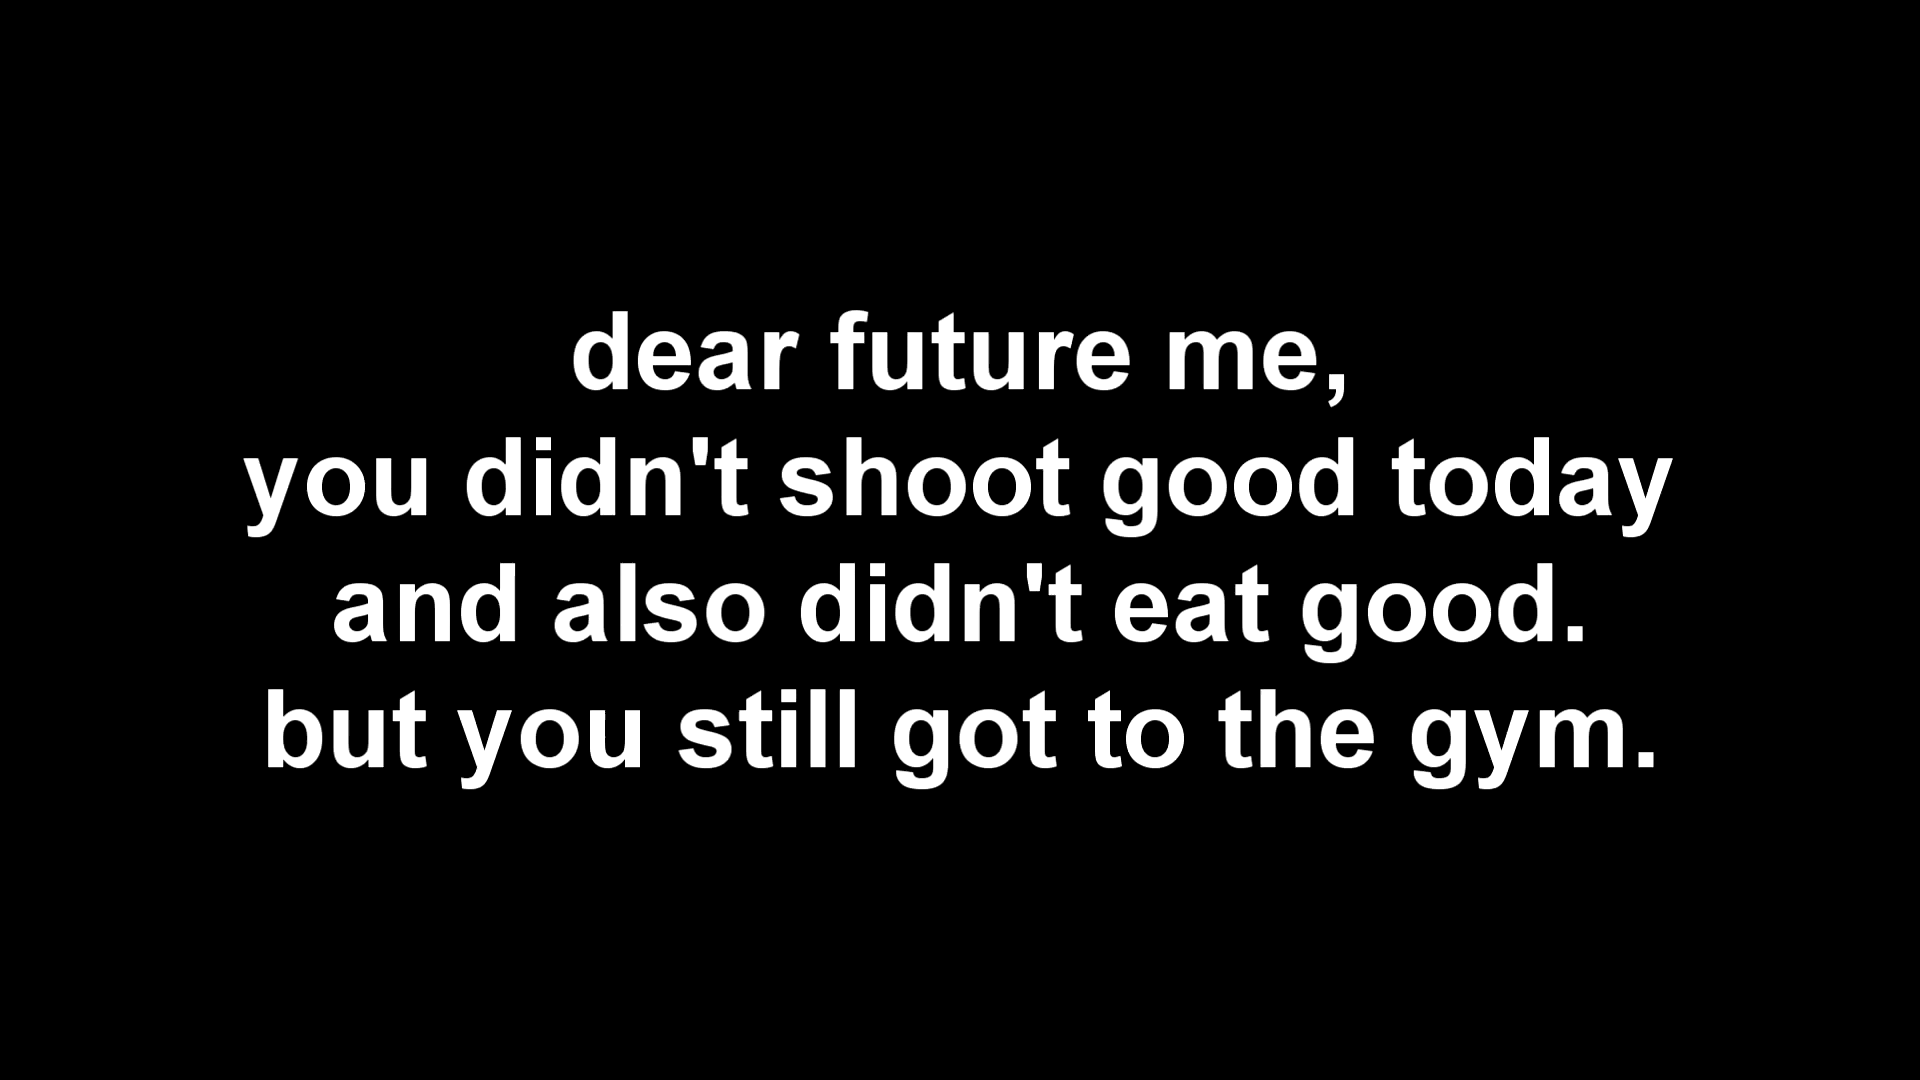 dear future me,
you didn't shoot good today
and also didn't eat good.
but you still got to the gym.